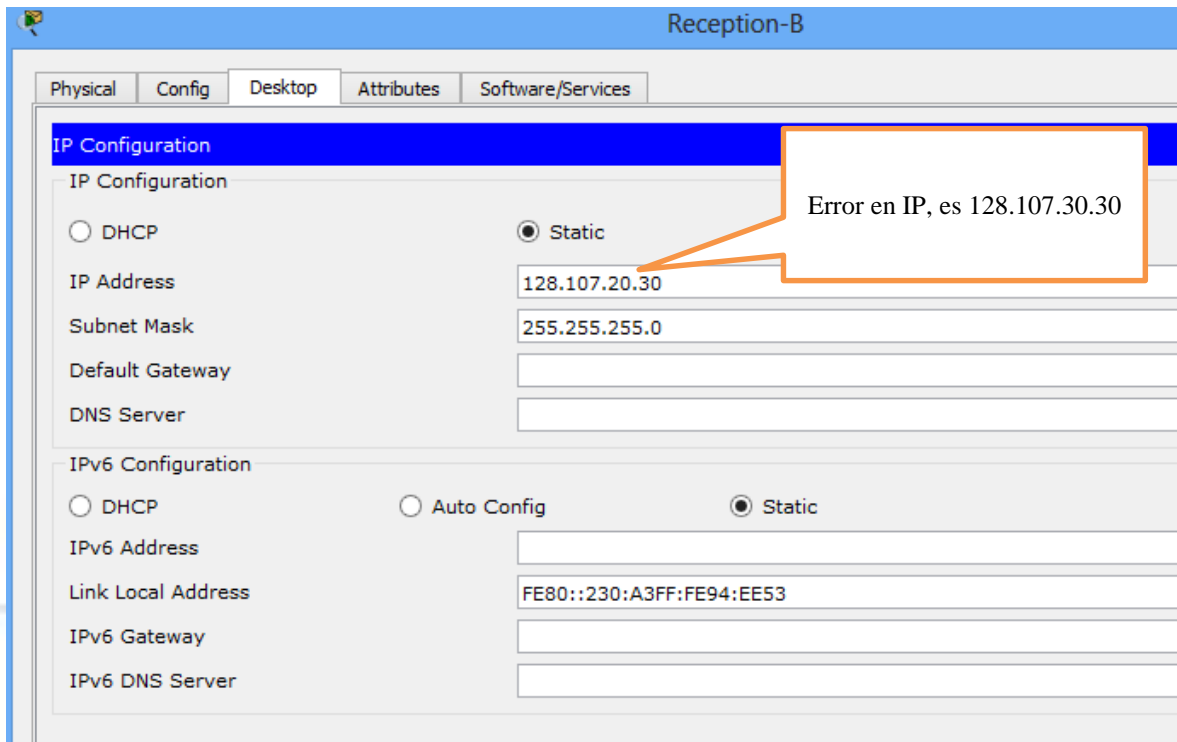 Reception-B
Physical Config Desktop Attributes Software/Services
IP Configuration
IP Configuration
Error en IP, es 128.107.30.30
DHCP Static
IP Address 128.107.20.30
Subnet Mask 255.255.255.0
Default Gateway
DNS Server
IPv6 Configuration
DHCP Auto Config Static
IPv6 Address
Link Local Address FE80::230:A3FF:FE94:EE53
IPv6 Gateway
IPv6 DNS Server